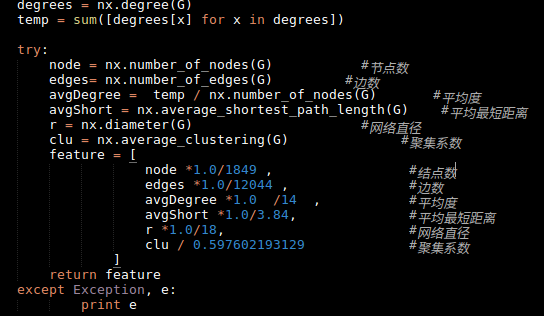 degrees = nx.degree(G)
temp = sum([degrees[x] for x in degrees])
try:
node = nx.number_of_nodes(G) #节点数
edges= nx.number_of_edges(G) #边数
avgDegree = temp / nx.number_of_nodes(G) #平均度
avgShort = nx.average_shortest_path_length(G) #平均最短距离
r = nx.diameter(G) #网络直径
clu = nx.average_clustering(G) #聚集系数
feature = [
node *1.0/1849 , #结点数
edges *1.0/12044 , #边数
avgDegree *1.0 /14 , #平均度
avgShort *1.0/3.84, #平均最短距离
r *1.0/18, #网络直径
clu / 0.597602193129 #聚集系数
]
return feature
except Exception, e:
print e